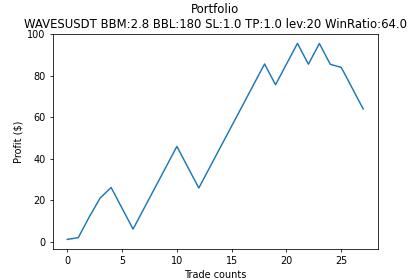 Portfolio
WAVESUSDT BBM:2.8 BBL:180 SL:1.0 TP:1.0 lev:20 WinRatio:64.0
100
80
60
40
20
0
Profit ($)
0 5 10 15 20 25
Trade counts